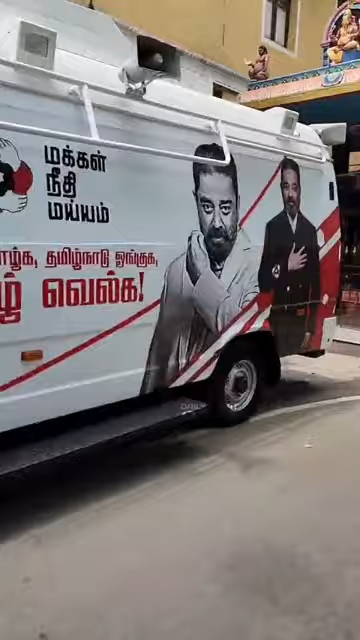 மக்கள்
நீதி
மய்யம்
தமிழ்நாடு ஓங்குக,
வெல்க!